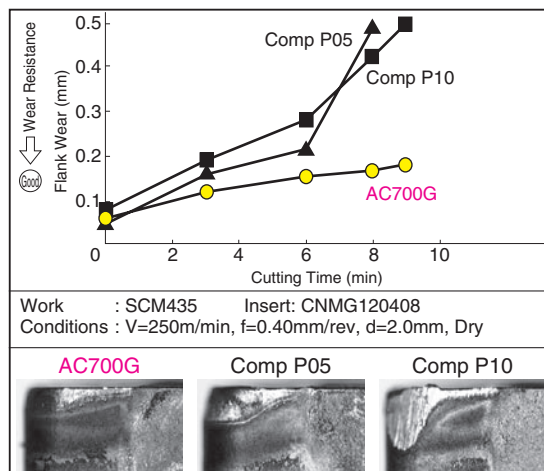 Good
Wear Resistance
Flank Wear (mm)
0.5
0.4
0.3
0.2
0.1
Comp P05
Comp P10
AC700G
0 2 4 6 8 10
Cutting Time (min)
Work : SCM435 Insert: CNMG120408
Conditions : V=250m/min, f=0.40mm/rev, d=2.0mm, Dry
AC700G Comp P05 Comp P10